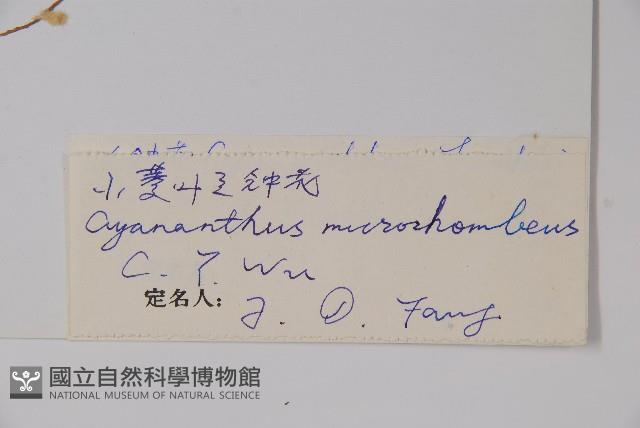 小菱叶蓝钟花
Cyananthus microrhombeus
C. Y. Wu
定名人: J. D. Fang
國立自然科學博物館
NATIONAL MUSEUM OF NATURAL SCIENCE